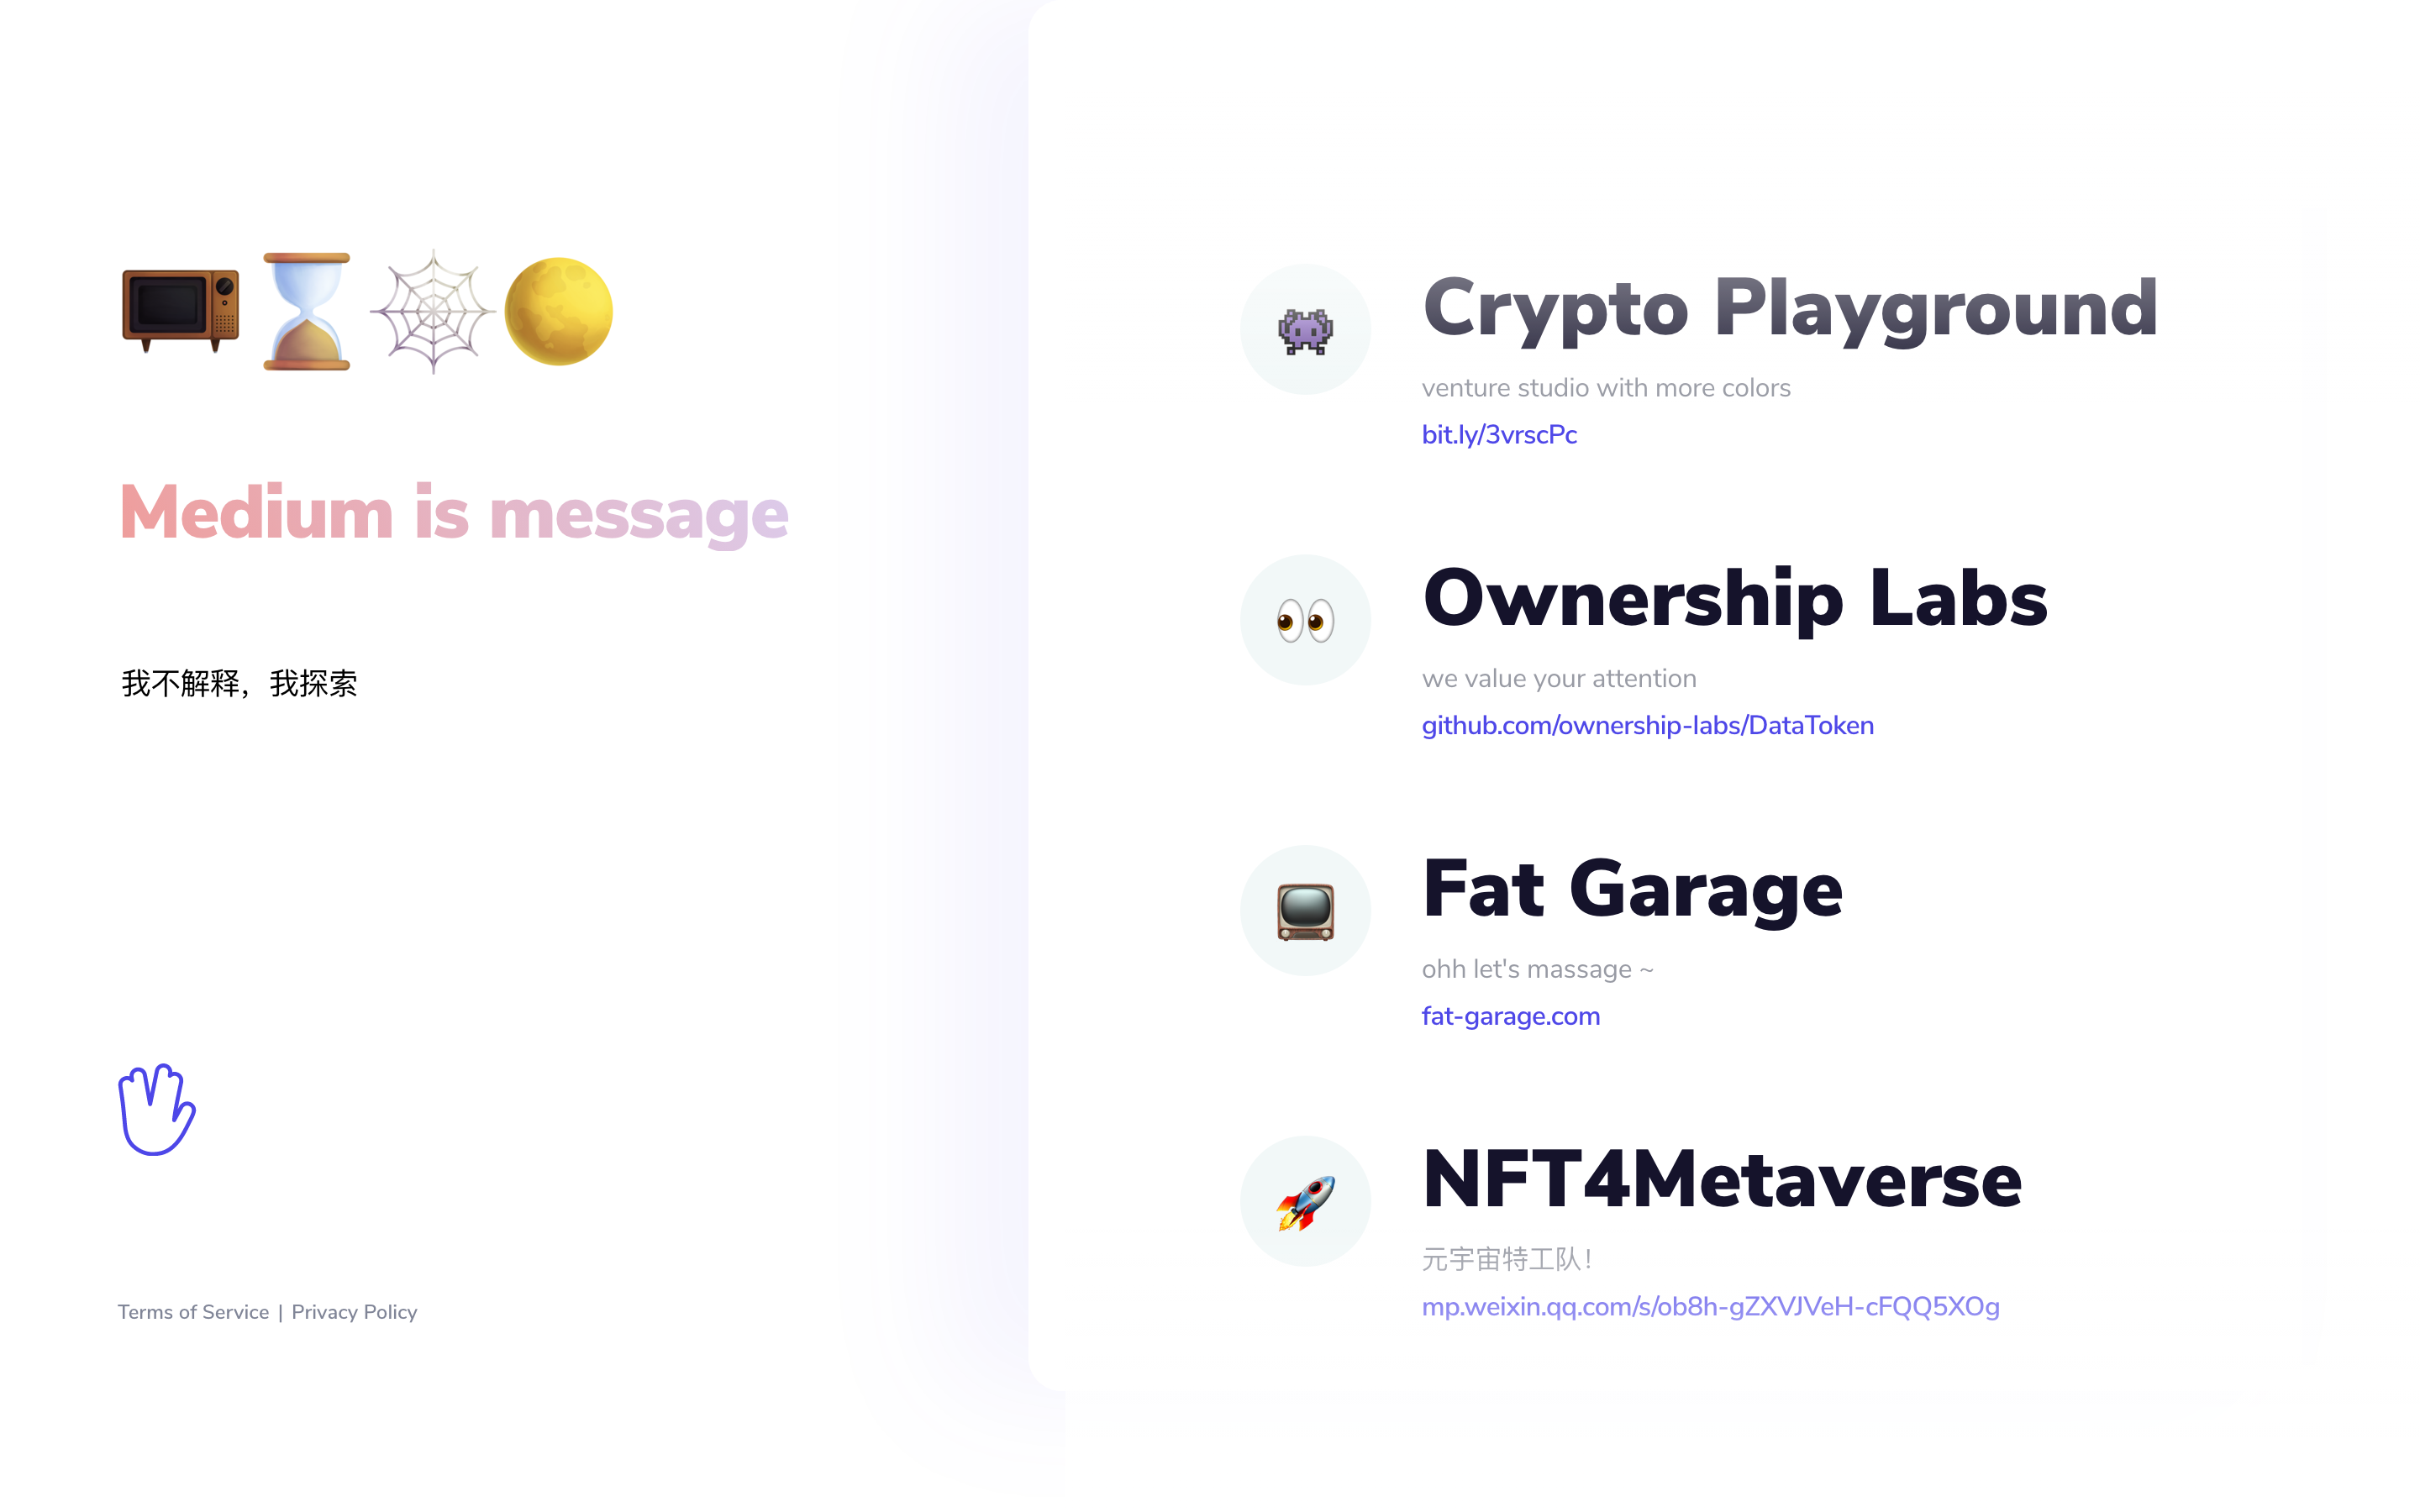 Medium is message
我不解释，我探索
Terms of Service | Privacy Policy
Crypto Playground
venture studio with more colors
bit.ly/3vrscPc
Ownership Labs
we value your attention
github.com/ownership-labs/DataToken
Fat Garage
ohh let's massage ~
fat-garage.com
NFT4Metaverse
元宇宙特工队！
mp.weixin.qq.com/s/ob8h-gZXVJVeH-cFQQ5XOg